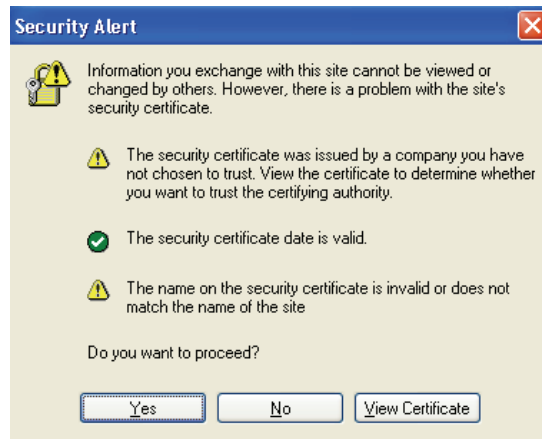 Security Alert
Information you exchange with this site cannot be viewed or
changed by others. However, there is a problem with the site's
security certificate.
The security certificate was issued by a company you have
not chosen to trust. View the certificate to determine whether
you want to trust the certifying authority.
The security certificate date is valid.
The name on the security certificate is invalid or does not
match the name of the site
Do you want to proceed?
Yes No View Certificate